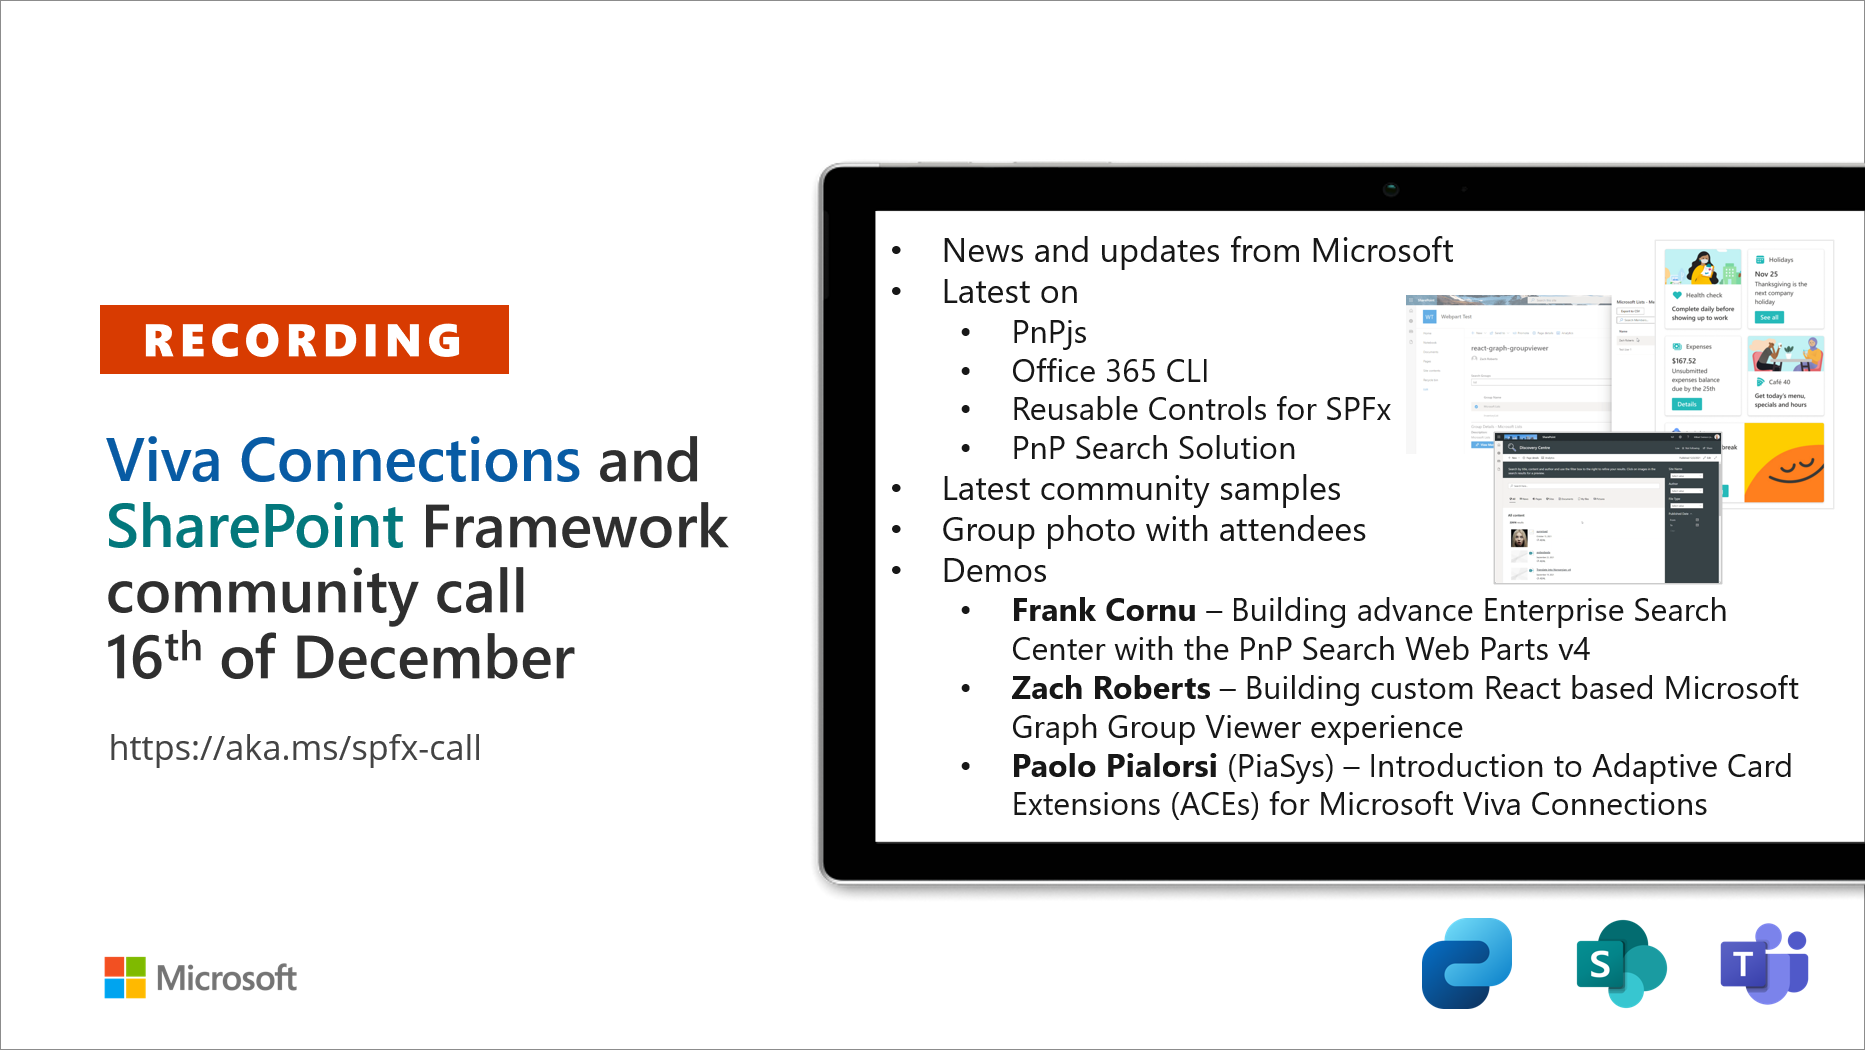 RECORDING
Viva Connections and
SharePoint Framework
community call
16th of December
https://aka.ms/spfx-call
Microsoft
• News and updates from Microsoft
• Latest on
• PnPjs
• Office 365 CLI
• Reusable Controls for SPFx
• PnP Search Solution
• Latest community samples
• Group photo with attendees
• Demos
• Frank Cornu – Building advance Enterprise Search
Center with the PnP Search Web Parts v4
• Zach Roberts – Building custom React based Microsoft
Graph Group Viewer experience
• Paolo Pialorsi (PiaSys) – Introduction to Adaptive Card
Extensions (ACEs) for Microsoft Viva Connections
WT
Webpart Test
react-graph-groupviewer
Health check
Complete daily before
showing up to work
Holidays
Nov 25
Thanksgiving is the
next company
holiday
See all
Expenses
$167.52
Unsubmitted
expenses balance
due by the 25th
Details
Café 40
Get today's menu,
specials and hours
break
Discovery Centre
S
T